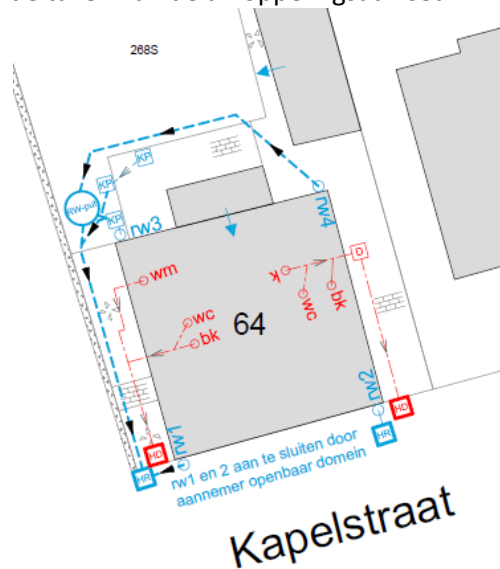 268S
KP
KP
RW-put
KP
rw3
rw4
wm
k
wc
bk
D
wc
bk
64
rw1
rw2
HD
HR
HD
HR
rw1 en 2 aan te sluiten door
aannemer openbaar domein
Kapelstraat